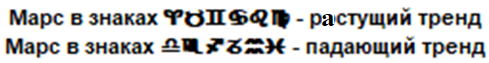 Марс в знаках ♈♉♊♋♌♍ - растущий тренд
Марс в знаках ♎♏♐♑♒♓ - падающий тренд